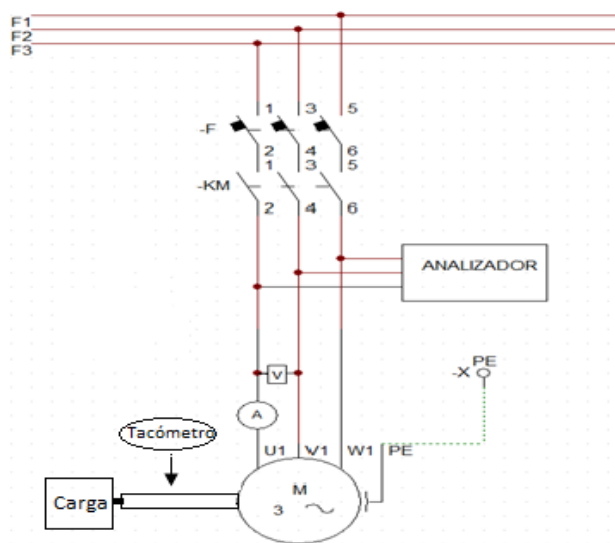 F1
F2
F3
1 3 5
-F
2 4 6
1 3 5
-KM
2 4 6
ANALIZADOR
PE
-X
V
A
Tacómetro
U1 V1 W1 PE
M
3
Carga